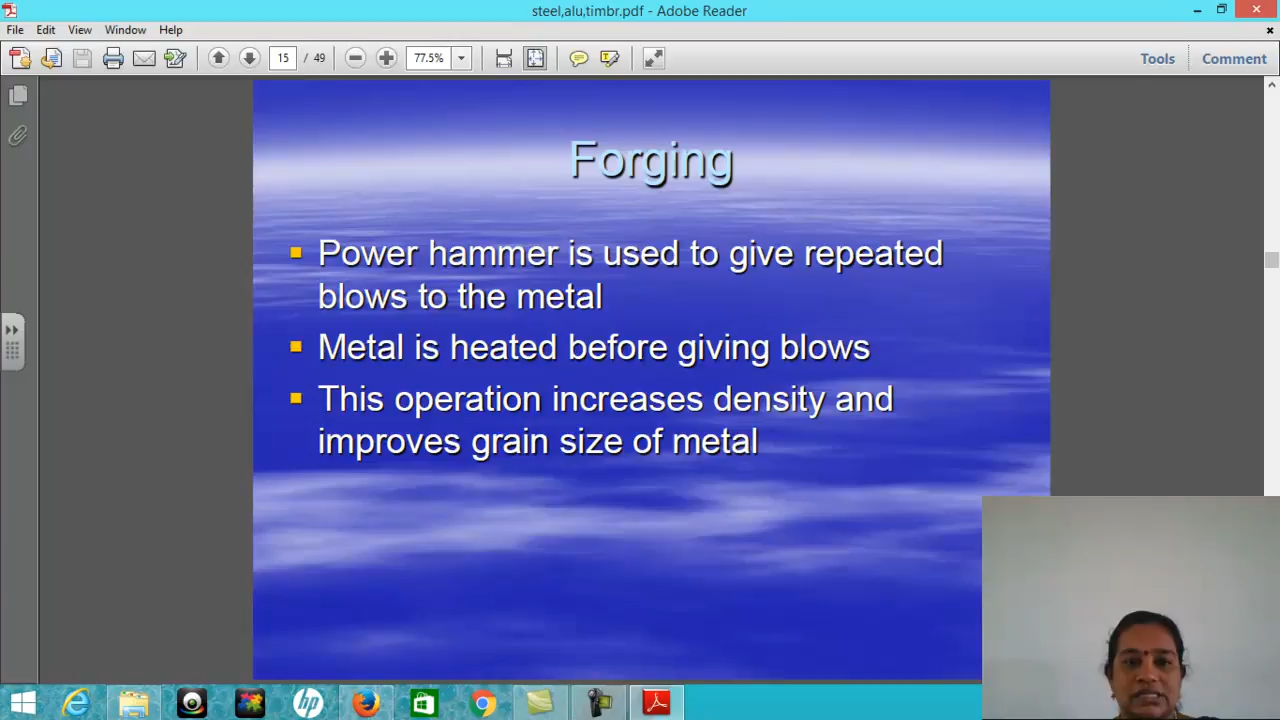 steel,alu,timbr.pdf - Adobe Reader
File Edit View Window Help
15 / 49 77.5% Tools Comment
Forging
Power hammer is used to give repeated
blows to the metal
Metal is heated before giving blows
This operation increases density and
improves grain size of metal
hp